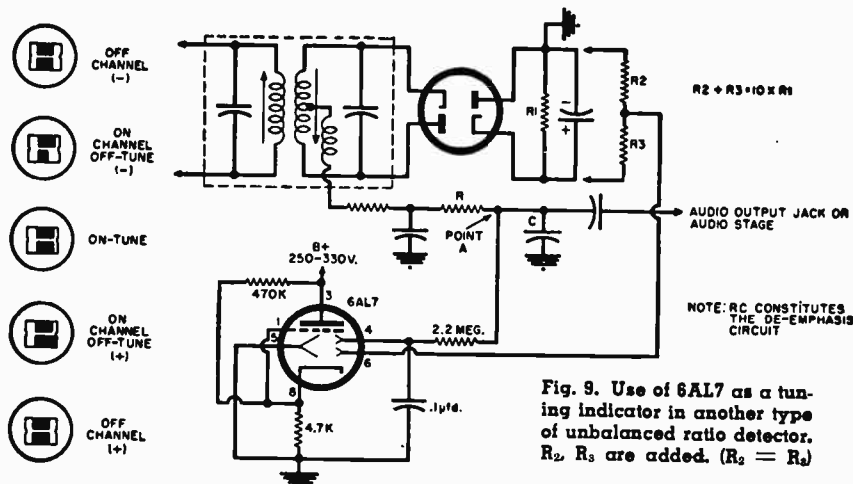 OFF
CHANNEL
(-)
ON
CHANNEL
OFF-TUNE
(-)
ON-TUNE
ON
CHANNEL
OFF-TUNE
(+)
OFF
CHANNEL
(+)
R1
-
+
R2
R3
R2 + R3=10 X R1
R
POINT
A
C
AUDIO OUTPUT JACK OR
AUDIO STAGE
B+
250-330V.
470K
3
6AL7
1
5
4
6
8
2.2 MEG.
.1µfd.
4.7K
NOTE: RC CONSTITUTES
THE DE-EMPHASIS
CIRCUIT
Fig. 9. Use of 6AL7 as a tun-
ing indicator in another type
of unbalanced ratio detector.
R2, R3 are added. (R2 = R3)